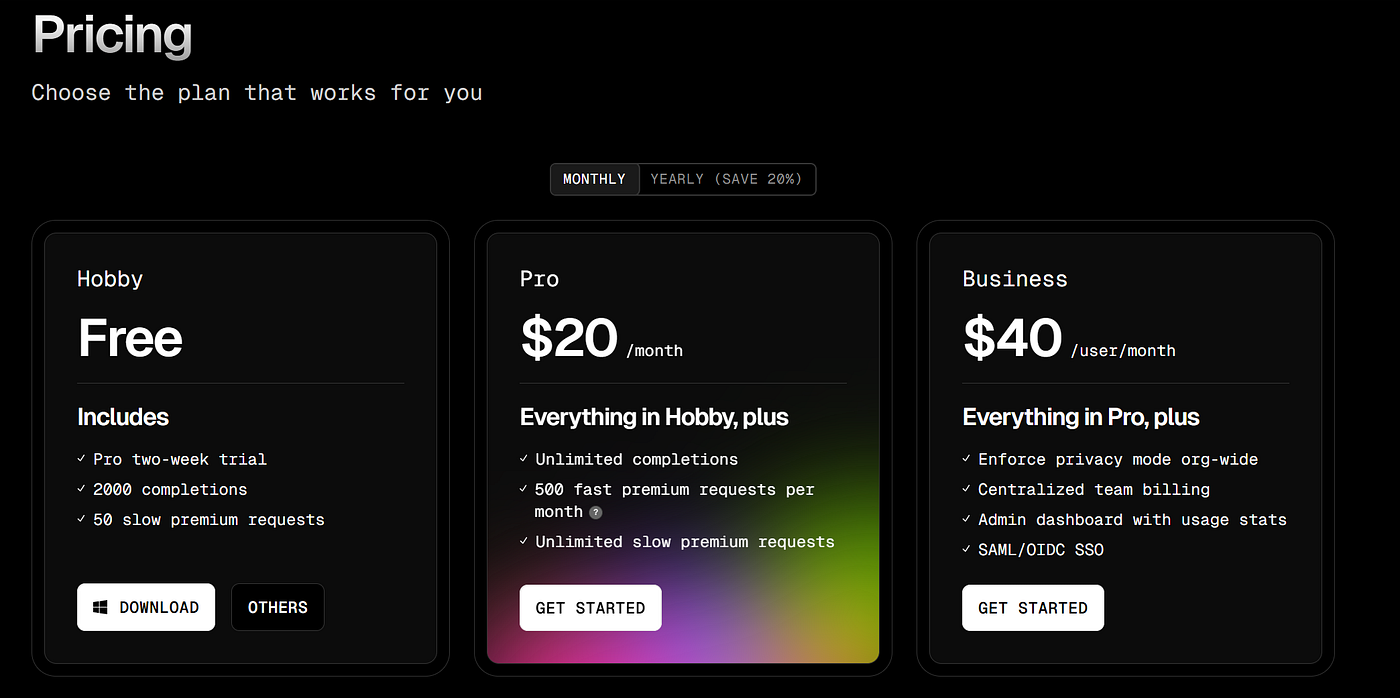 Pricing
Choose the plan that works for you
MONTHLY YEARLY (SAVE 20%)
Hobby
Free
Includes
✓ Pro two-week trial
✓ 2000 completions
✓ 50 slow premium requests
DOWNLOAD OTHERS
Pro
$20 /month
Everything in Hobby, plus
✓ Unlimited completions
✓ 500 fast premium requests per
month ?
✓ Unlimited slow premium requests
GET STARTED
Business
$40 /user/month
Everything in Pro, plus
✓ Enforce privacy mode org-wide
✓ Centralized team billing
✓ Admin dashboard with usage stats
✓ SAML/OIDC SSO
GET STARTED